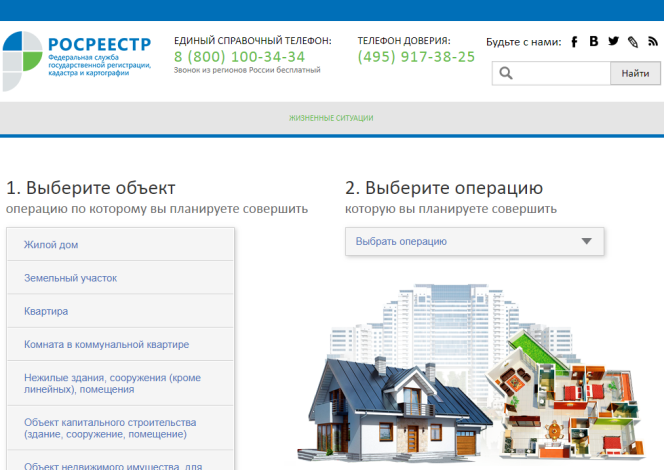 РОСРЕЕСТР
Федеральная служба
государственной регистрации,
кадастра и картографии
ЕДИНЫЙ СПРАВОЧНЫЙ ТЕЛЕФОН:
8 (800) 100-34-34
Звонок из регионов России бесплатный
ТЕЛЕФОН ДОВЕРИЯ:
(495) 917-38-25
Будьте с нами:
Найти
ЖИЗНЕННЫЕ СИТУАЦИИ
1. Выберите объект
операцию по которому вы планируете совершить
Жилой дом
Земельный участок
Квартира
Комната в коммунальной квартире
Нежилые здания, сооружения (кроме
линейных), помещения
Объект капитального строительства
(здание, сооружение, помещение)
Объект недвижимого имущества, для
2. Выберите операцию
которую вы планируете совершить
Выбрать операцию